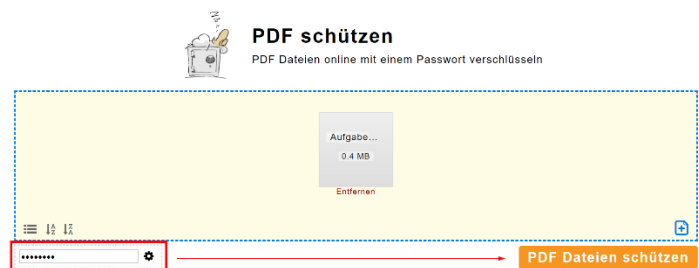 PDF schützen
PDF Dateien online mit einem Passwort verschlüsseln
Aufgabe...
0.4 MB
Entfernen
PDF Dateien schützen